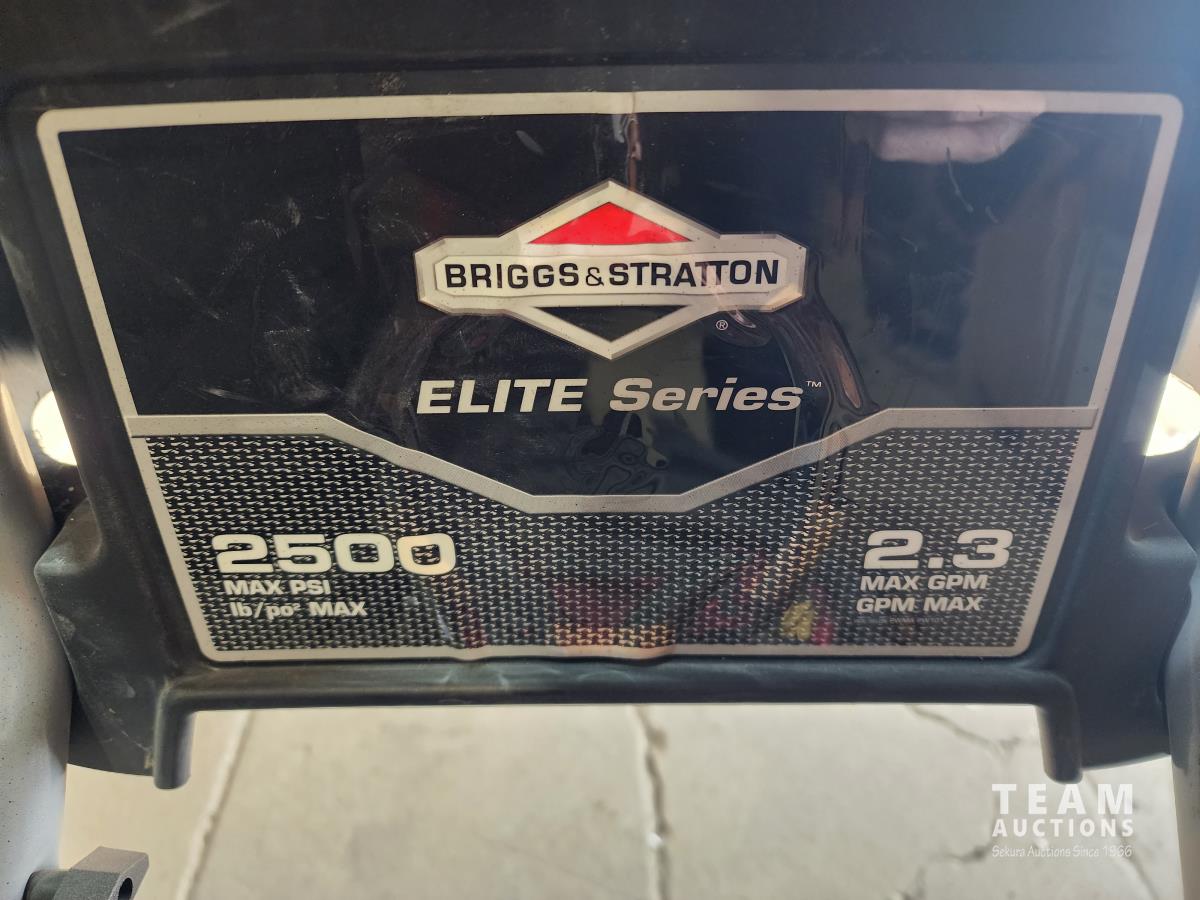 BRIGGS & STRATTON
®
ELITE Series™
2500
MAX PSI
lb/po² MAX
2.3
MAX GPM
GPM MAX
TEAM
AUCTIONS
Sekura Auctions Since 1966